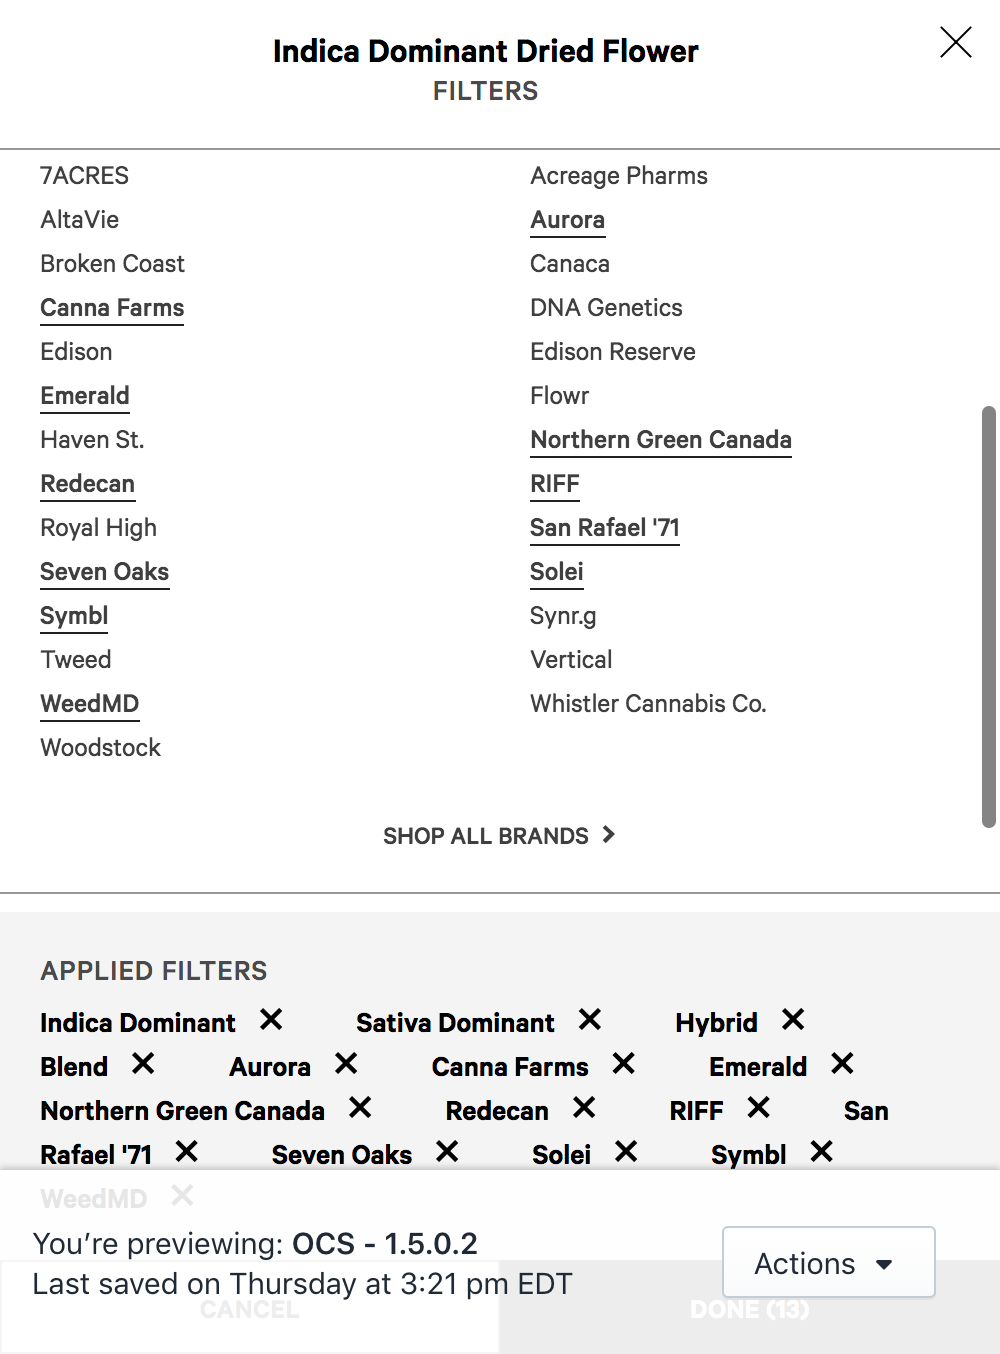 Indica Dominant Dried Flower
FILTERS
7ACRES
Acreage Pharms
AltaVie
Aurora
Broken Coast
Canaca
Canna Farms
DNA Genetics
Edison
Edison Reserve
Emerald
Flowr
Haven St.
Northern Green Canada
Redecan
RIFF
Royal High
San Rafael '71
Seven Oaks
Solei
Symbl
Synr.g
Tweed
Vertical
WeedMD
Whistler Cannabis Co.
Woodstock
SHOP ALL BRANDS
APPLIED FILTERS
Indica Dominant Sativa Dominant Hybrid
Blend Aurora Canna Farms Emerald
Northern Green Canada Redecan RIFF San
Rafael '71 Seven Oaks Solei Symbl
WeedMD
You're previewing: OCS - 1.5.0.2
Last saved on Thursday at 3:21 pm EDT
Actions
CANCEL
DONE (13)